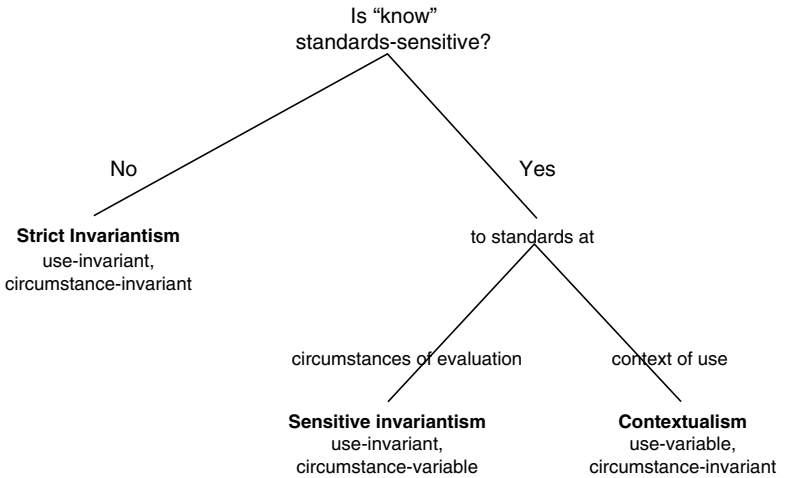 Is “know”
standards-sensitive?
No
Yes
Strict Invariantism
use-invariant,
circumstance-invariant
to standards at
circumstances of evaluation
context of use
Sensitive invariantism
use-invariant,
circumstance-variable
Contextualism
use-variable,
circumstance-invariant